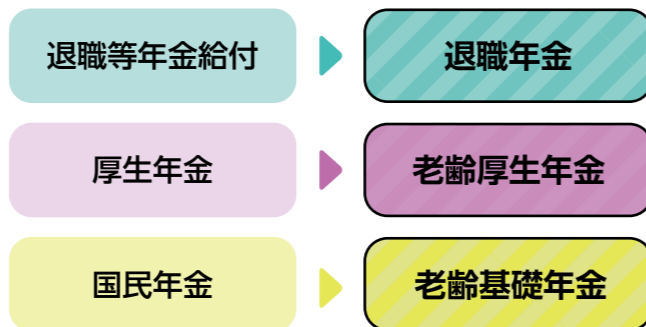 退職等年金給付
退職年金
厚生年金
老齢厚生年金
国民年金
老齢基礎年金